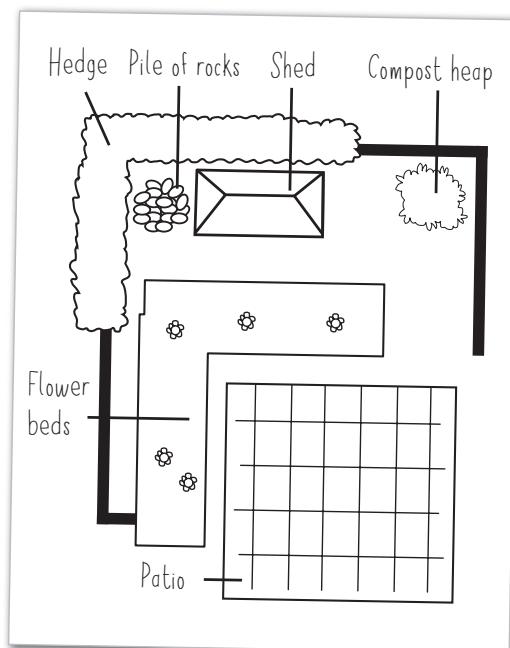 Hedge
Pile of rocks
Shed
Compost heap
Flower
beds
Patio